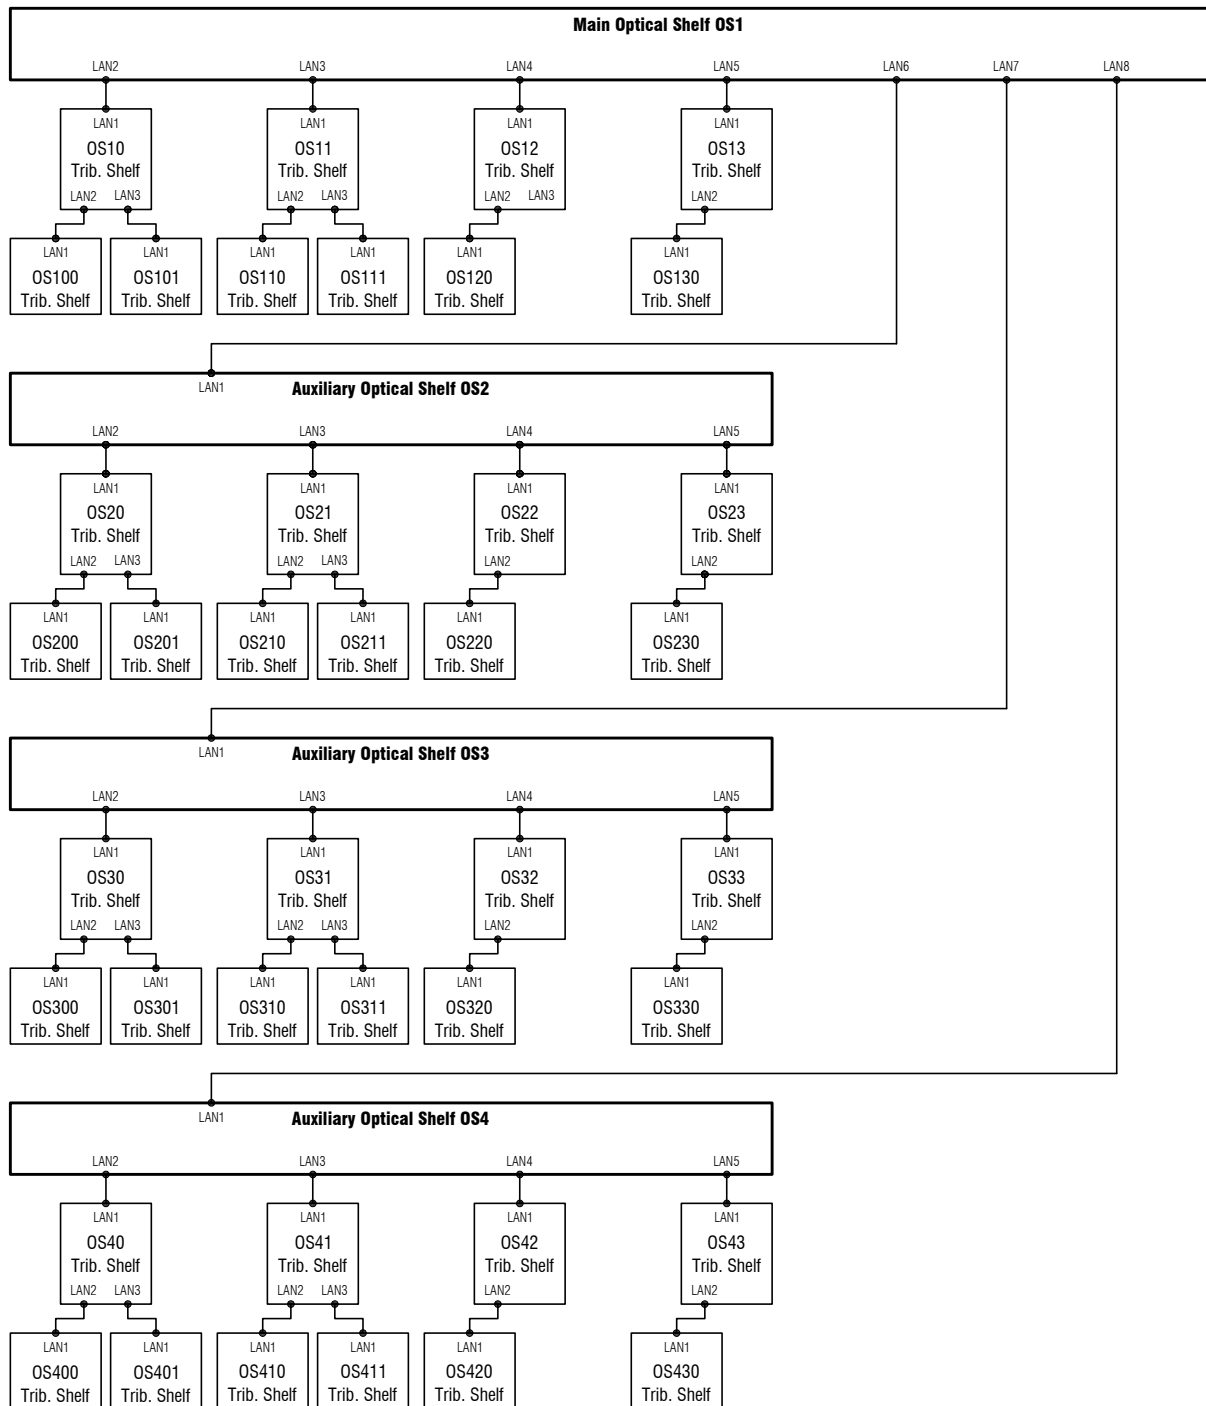 Main Optical Shelf OS1
LAN2 LAN3 LAN4 LAN5 LAN6 LAN7 LAN8
LAN1 LAN1 LAN1 LAN1
OS10 OS11 OS12 OS13
Trib. Shelf Trib. Shelf Trib. Shelf Trib. Shelf
LAN2 LAN3 LAN2 LAN3 LAN2 LAN3 LAN2
LAN1 LAN1 LAN1 LAN1 LAN1 LAN1
OS100 OS101 OS110 OS111 OS120 OS130
Trib. Shelf Trib. Shelf Trib. Shelf Trib. Shelf Trib. Shelf Trib. Shelf
LAN1 Auxiliary Optical Shelf OS2
LAN2 LAN3 LAN4 LAN5
LAN1 LAN1 LAN1 LAN1
OS20 OS21 OS22 OS23
Trib. Shelf Trib. Shelf Trib. Shelf Trib. Shelf
LAN2 LAN3 LAN2 LAN3 LAN2 LAN2
LAN1 LAN1 LAN1 LAN1 LAN1 LAN1
OS200 OS201 OS210 OS211 OS220 OS230
Trib. Shelf Trib. Shelf Trib. Shelf Trib. Shelf Trib. Shelf Trib. Shelf
LAN1 Auxiliary Optical Shelf OS3
LAN2 LAN3 LAN4 LAN5
LAN1 LAN1 LAN1 LAN1
OS30 OS31 OS32 OS33
Trib. Shelf Trib. Shelf Trib. Shelf Trib. Shelf
LAN2 LAN3 LAN2 LAN3 LAN2 LAN2
LAN1 LAN1 LAN1 LAN1 LAN1 LAN1
OS300 OS301 OS310 OS311 OS320 OS330
Trib. Shelf Trib. Shelf Trib. Shelf Trib. Shelf Trib. Shelf Trib. Shelf
LAN1 Auxiliary Optical Shelf OS4
LAN2 LAN3 LAN4 LAN5
LAN1 LAN1 LAN1 LAN1
OS40 OS41 OS42 OS43
Trib. Shelf Trib. Shelf Trib. Shelf Trib. Shelf
LAN2 LAN3 LAN2 LAN3 LAN2 LAN2
LAN1 LAN1 LAN1 LAN1 LAN1 LAN1
OS400 OS401 OS410 OS411 OS420 OS430
Trib. Shelf Trib. Shelf Trib. Shelf Trib. Shelf Trib. Shelf Trib. Shelf